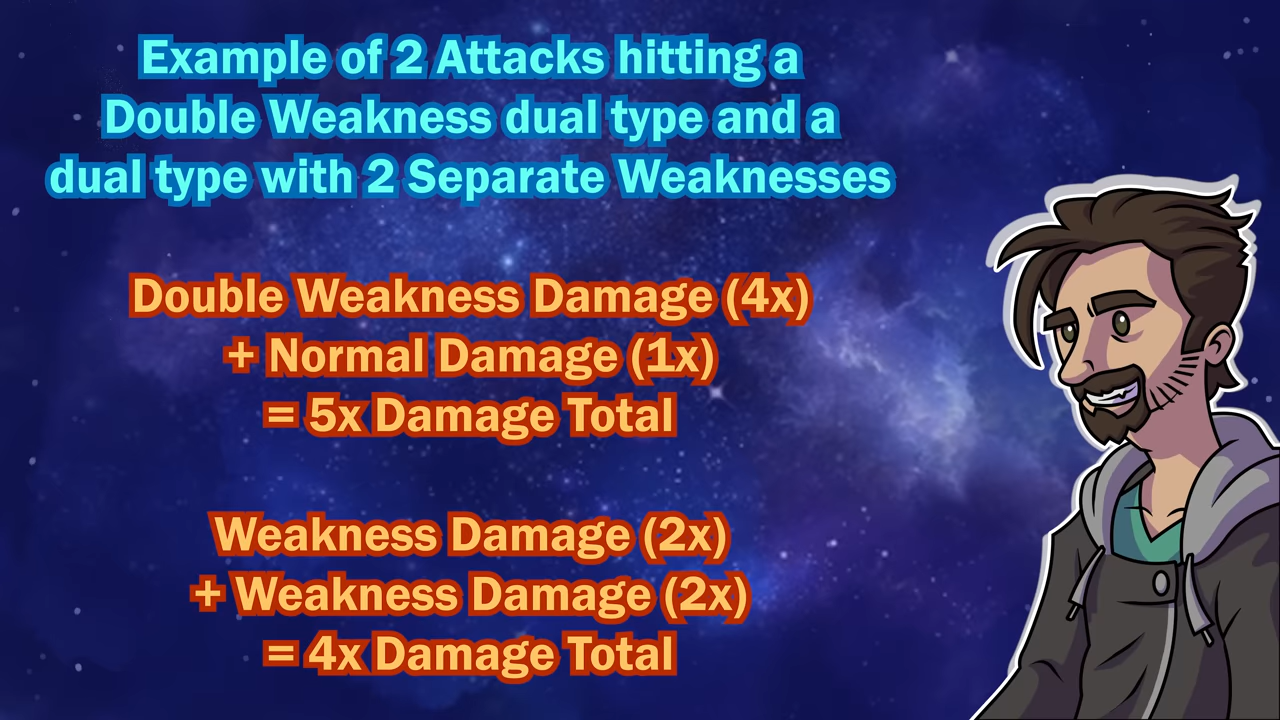 Example of 2 Attacks hitting a
Double Weakness dual type and a
dual type with 2 Separate Weaknesses
Double Weakness Damage (4x)
+ Normal Damage (1x)
= 5x Damage Total
Weakness Damage (2x)
+ Weakness Damage (2x)
= 4x Damage Total